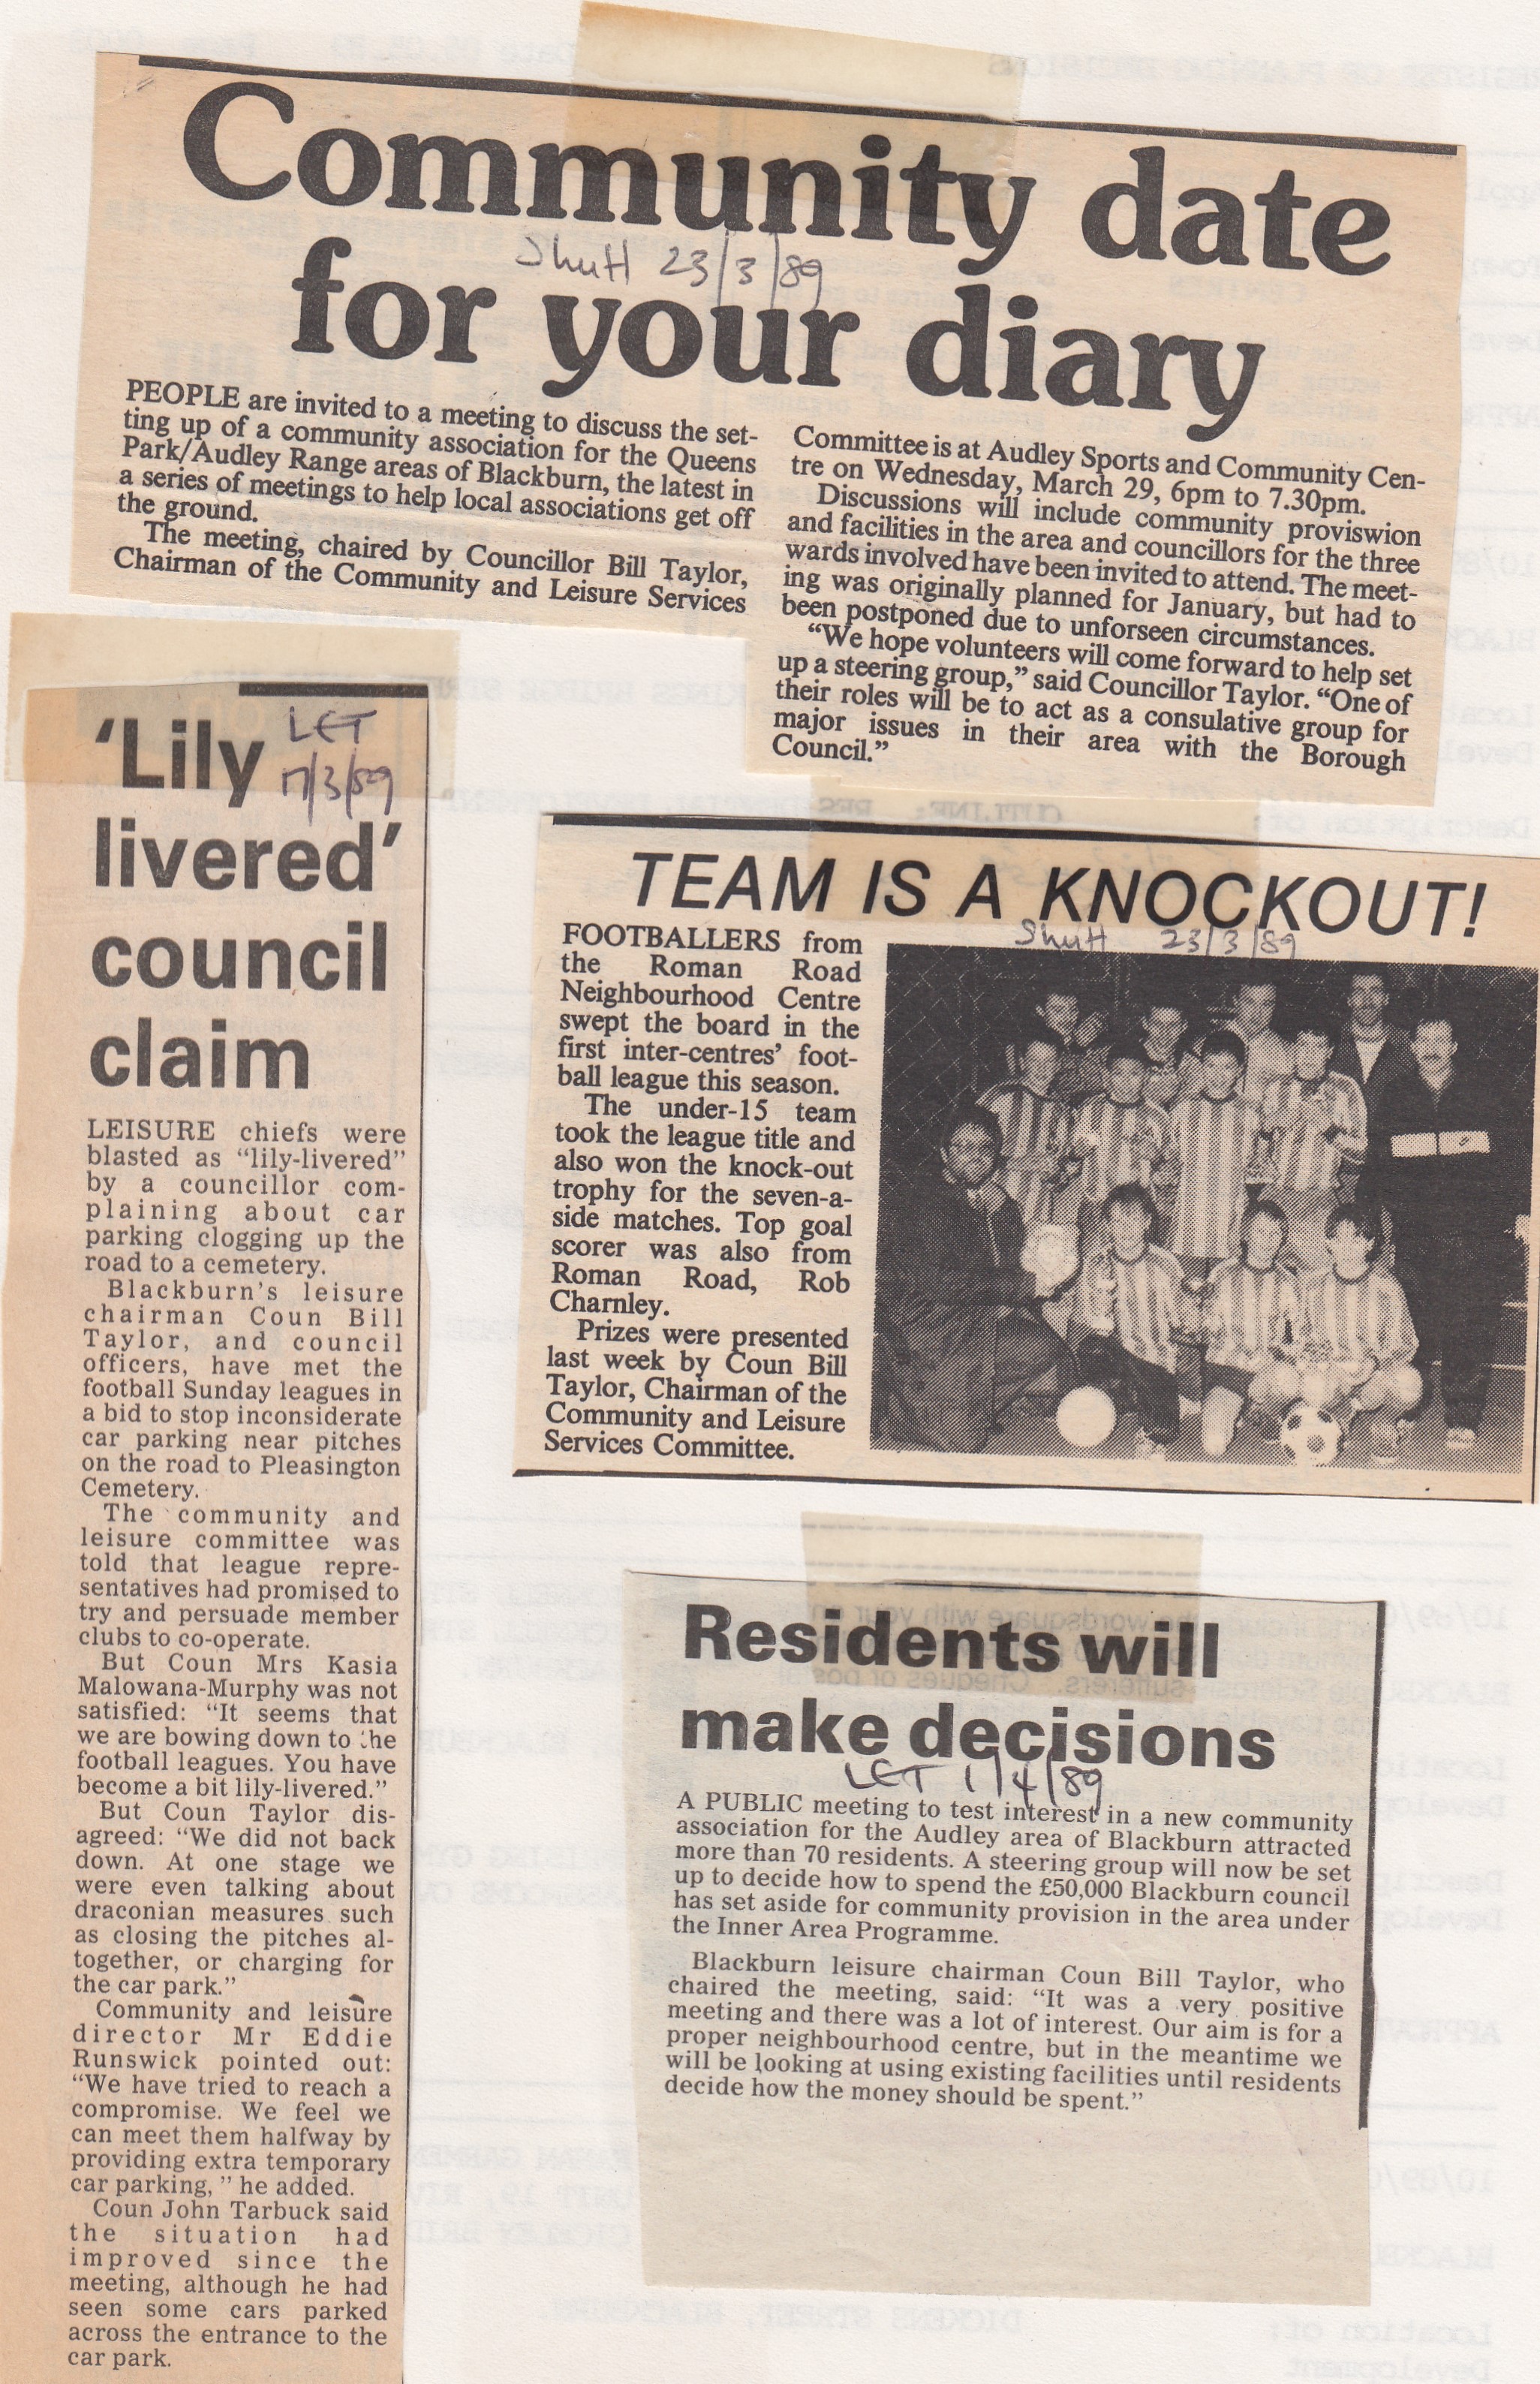 Community date
for your diary
Shutt 23/3/89
PEOPLE are invited to a meeting to discuss the set-
ting up of a community association for the Queens
Park/Audley Range areas of Blackburn, the latest in
a series of meetings to help local associations get off
the ground.
The meeting, chaired by Councillor Bill Taylor,
Chairman of the Community and Leisure Services
Committee is at Audley Sports and Community Cen-
tre on Wednesday, March 29, 6pm to 7.30pm.
Discussions will include community proviswion
and facilities in the area and councillors for the three
wards involved have been invited to attend. The meet-
ing was originally planned for January, but had to
been postponed due to unforseen circumstances.
“We hope volunteers will come forward to help set
up a steering group,” said Councillor Taylor. “One of
their roles will be to act as a consulative group for
major issues in their area with the Borough
Council.”
‘Lily
livered’
council
claim
LET
17/3/89
LEISURE chiefs were
blasted as “lily-livered”
by a councillor com-
plaining about car
parking clogging up the
road to a cemetery.
Blackburn’s leisure
chairman Coun Bill
Taylor, and council
officers, have met the
football Sunday leagues in
a bid to stop inconsiderate
car parking near pitches
on the road to Pleasington
Cemetery.
The community and
leisure committee was
told that league repre-
sentatives had promised to
try and persuade member
clubs to co-operate.
But Coun Mrs Kasia
Malowana-Murphy was not
satisfied: “It seems that
we are bowing down to the
football leagues. You have
become a bit lily-livered.”
But Coun Taylor dis-
agreed: “We did not back
down. At one stage we
were even talking about
draconian measures such
as closing the pitches al-
together, or charging for
the car park.”
Community and leisure
director Mr Eddie
Runswick pointed out:
“We have tried to reach a
compromise. We feel we
can meet them halfway by
providing extra temporary
car parking, ” he added.
Coun John Tarbuck said
the situation had
improved since the
meeting, although he had
seen some cars parked
across the entrance to the
car park.
TEAM IS A KNOCKOUT!
Shutt 23/3/89
FOOTBALLERS from
the Roman Road
Neighbourhood Centre
swept the board in the
first inter-centres’ foot-
ball league this season.
The under-15 team
took the league title and
also won the knock-out
trophy for the seven-a-
side matches. Top goal
scorer was also from
Roman Road, Rob
Charnley.
Prizes were presented
last week by Coun Bill
Taylor, Chairman of the
Community and Leisure
Services Committee.
Residents will
make decisions
LET 1/4/89
A PUBLIC meeting to test interest in a new community
association for the Audley area of Blackburn attracted
more than 70 residents. A steering group will now be set
up to decide how to spend the £50,000 Blackburn council
has set aside for community provision in the area under
the Inner Area Programme.
Blackburn leisure chairman Coun Bill Taylor, who
chaired the meeting, said: “It was a very positive
meeting and there was a lot of interest. Our aim is for a
proper neighbourhood centre, but in the meantime we
will be looking at using existing facilities until residents
decide how the money should be spent.”